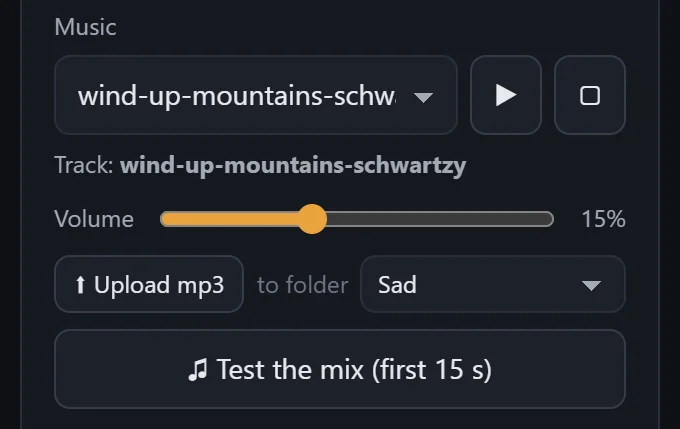 Music
wind-up-mountains-schw
Track: wind-up-mountains-schwartzy
Volume 15%
Upload mp3 to folder Sad
Test the mix (first 15 s)